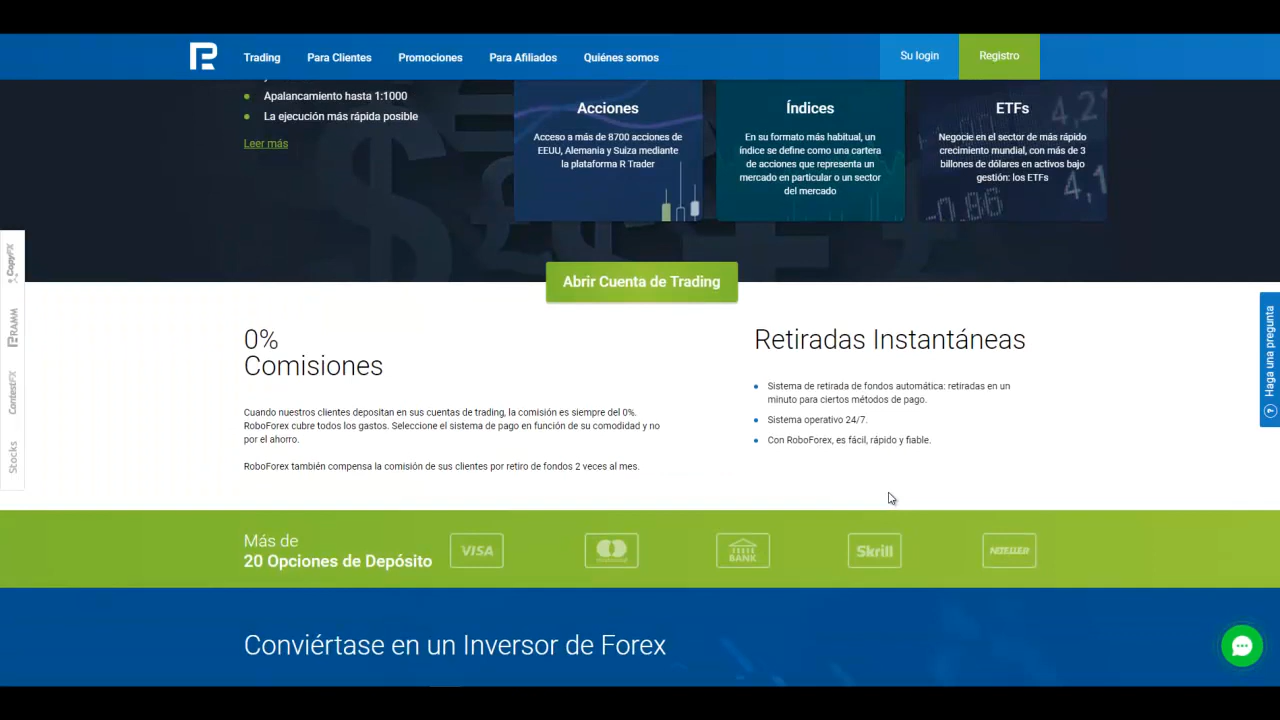 Trading
Para Clientes
Promociones
Para Afiliados
Quiénes somos
Su login
Registro
Apalancamiento hasta 1:1000
La ejecución más rápida posible
Leer más
Acciones
Acceso a más de 8700 acciones de
EEUU, Alemania y Suiza mediante
la plataforma R Trader
Índices
En su formato más habitual, un
índice se define como una cartera
de acciones que representa un
mercado en particular o un sector
del mercado
ETFs
Negocie en el sector de más rápido
crecimiento mundial, con más de 3
billones de dólares en activos bajo
gestión: los ETFs
4,2
4,1
-0.86
Abrir Cuenta de Trading
CopyFX
RAMM
ContestFX
Stocks
Haga una pregunta
0%
Comisiones
Cuando nuestros clientes depositan en sus cuentas de trading, la comisión es siempre del 0%.
RoboForex cubre todos los gastos. Seleccione el sistema de pago en función de su comodidad y no
por el ahorro.
RoboForex también compensa la comisión de sus clientes por retiro de fondos 2 veces al mes.
Retiradas Instantáneas
Sistema de retirada de fondos automática: retiradas en un
minuto para ciertos métodos de pago.
Sistema operativo 24/7.
Con RoboForex, es fácil, rápido y fiable.
Más de
20 Opciones de Depósito
VISA
mastercard
BANK
Skrill
NETELLER
Conviértase en un Inversor de Forex